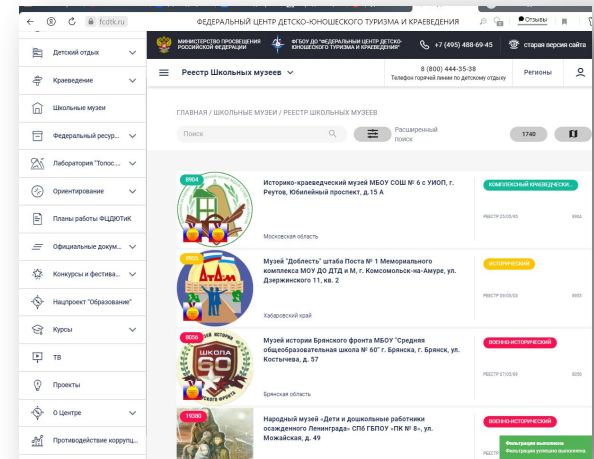 fcdtk.ru
ФЕДЕРАЛЬНЫЙ ЦЕНТР ДЕТСКО-ЮНОШЕСКОГО ТУРИЗМА И КРАЕВЕДЕНИЯ
Отзывы
МИНИСТЕРСТВО ПРОСВЕЩЕНИЯ
РОССИЙСКОЙ ФЕДЕРАЦИИ
ФГБОУ ДО "ФЕДЕРАЛЬНЫЙ ЦЕНТР ДЕТСКО-
ЮНОШЕСКОГО ТУРИЗМА И КРАЕВЕДЕНИЯ"
+7 (495) 488-69-45
старая версия сайта
Реестр Школьных музеев
8 (800) 444-35-38
Телефон горячей линии по детскому отдыху
Регионы
Детский отдых
Краеведение
Школьные музеи
Федеральный ресур...
Лаборатория "Топос....
Ориентирование
Планы работы ФЦДЮТиК
Официальные докум...
Конкурсы и фестива...
Нацпроект "Образование"
Курсы
ТВ
Проекты
О Центре
Противодействие коррупц...
ГЛАВНАЯ / ШКОЛЬНЫЕ МУЗЕИ / РЕЕСТР ШКОЛЬНЫХ МУЗЕЕВ
Поиск
Расширенный
поиск
1740
8904
Историко-краеведческий музей МБОУ СОШ № 6 с УИОП, г.
Реутов, Юбилейный проспект, д.15 А
Московская область
КОМПЛЕКСНЫЙ КРАЕВЕДЧЕСКИ...
8904
Музей "Доблесть" штаба Поста № 1 Мемориального
комплекса МОУ ДО ДТД и М, г. Комсомольск-на-Амуре, ул.
Дзержинского 11, кв. 2
Хабаровский край
ИСТОРИЧЕСКИЙ
8056
ШКОЛА
60
Музей истории Брянского фронта МБОУ "Средняя
общеобразовательная школа № 60" г. Брянска, г. Брянск, ул.
Костычева, д. 57
Брянская область
ВОЕННО-ИСТОРИЧЕСКИЙ
8056
19380
Народный музей «Дети и дошкольные работники
осажденного Ленинграда» СПб ГБПОУ «ПК № 8», ул.
Можайская, д. 49
ВОЕННО-ИСТОРИЧЕСКИЙ
Фильтрация выполнена
Фильтрация успешно выполнена.